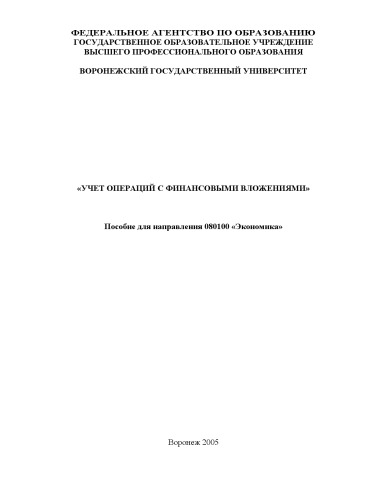 ФЕДЕРАЛЬНОЕ АГЕНТСТВО ПО ОБРАЗОВАНИЮ
ГОСУДАРСТВЕННОЕ ОБРАЗОВАТЕЛЬНОЕ УЧРЕЖДЕНИЕ
ВЫСШЕГО ПРОФЕССИОНАЛЬНОГО ОБРАЗОВАНИЯ
ВОРОНЕЖСКИЙ ГОСУДАРСТВЕННЫЙ УНИВЕРСИТЕТ
«УЧЕТ ОПЕРАЦИЙ С ФИНАНСОВЫМИ ВЛОЖЕНИЯМИ»
Пособие для направления 080100 «Экономика»
Воронеж 2005